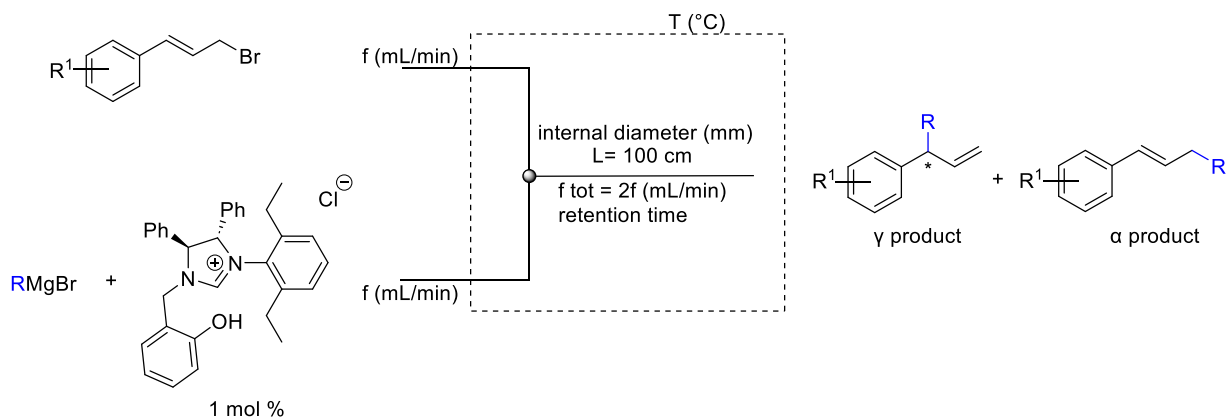 T (°C)
R¹
Br
f (mL/min)
internal diameter (mm)
L= 100 cm
f tot = 2f (mL/min)
retention time
f (mL/min)
RMgBr
+
Ph
Ph
Cl⊖
N
⊕
N
OH
1 mol %
R
R¹
*
γ product
+
R¹
R
α product